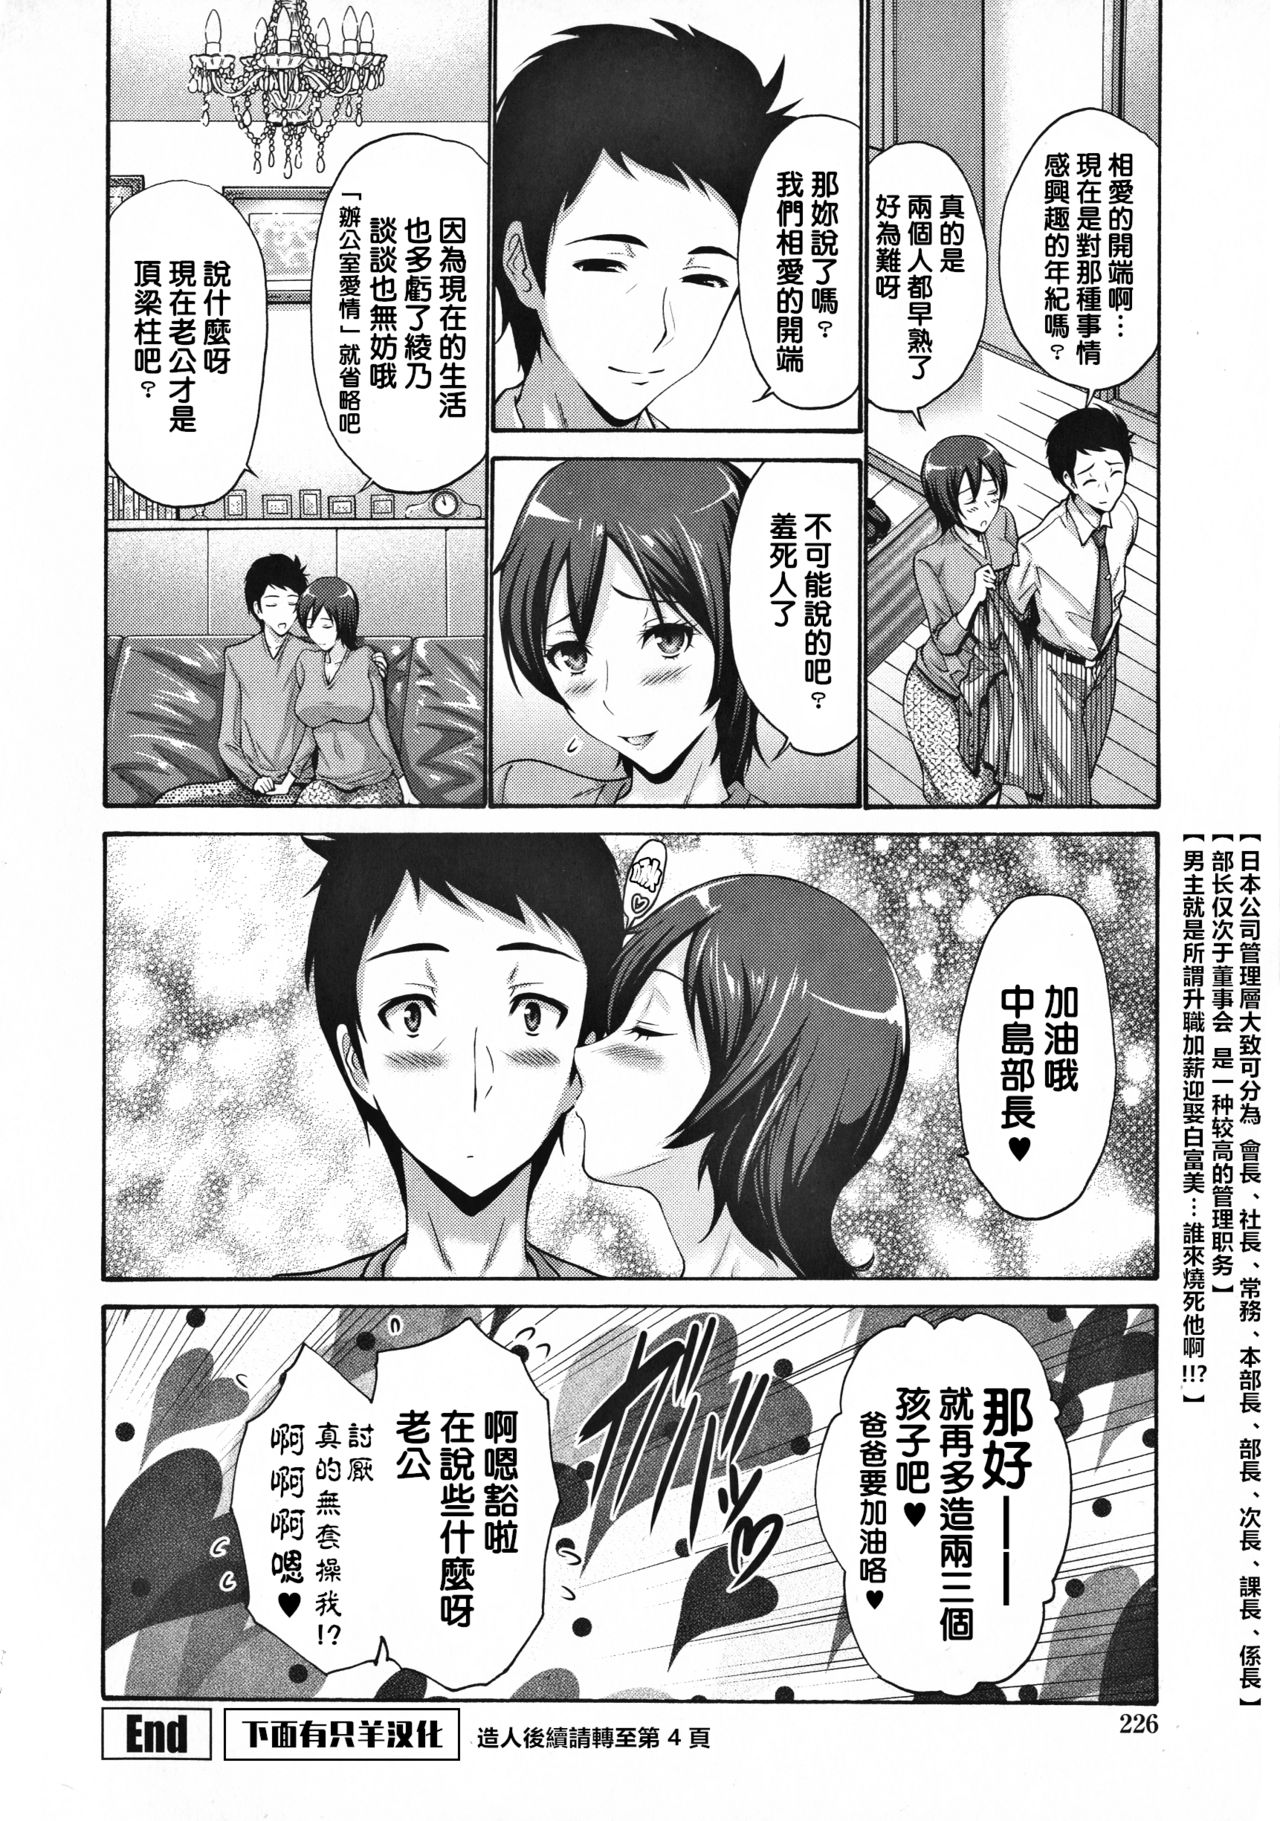 相愛的開端啊…
現在是對那種事情
感興趣的年紀嗎?
真的是
兩個人都早熟了
好為難呀
那妳說了嗎?
我們相愛的開端
不可能說的吧?
羞死人了
因為現在的生活
也多虧了綾乃
談談也無妨哦
「辦公室愛情」就省略吧
說什麼呀
現在老公才是
頂梁柱吧?
加油哦
中島部長♥
那好——
就再多造兩三個
孩子吧♥
爸爸要加油咯♥
啊嗯豁啦
在說些什麼呀
老公
討厭
真的無套操我!?
啊啊啊嗯♥
【日本公司管理層大致可分為 會長、社長、常務、本部長、部長、次長、課長、係長】
【部长仅次于董事会 是一种较高的管理职务】
【男主就是所謂升職加薪迎娶白富美…誰來燒死他啊!!?】
226
End
下面有只羊汉化
造人後續請轉至第 4 頁